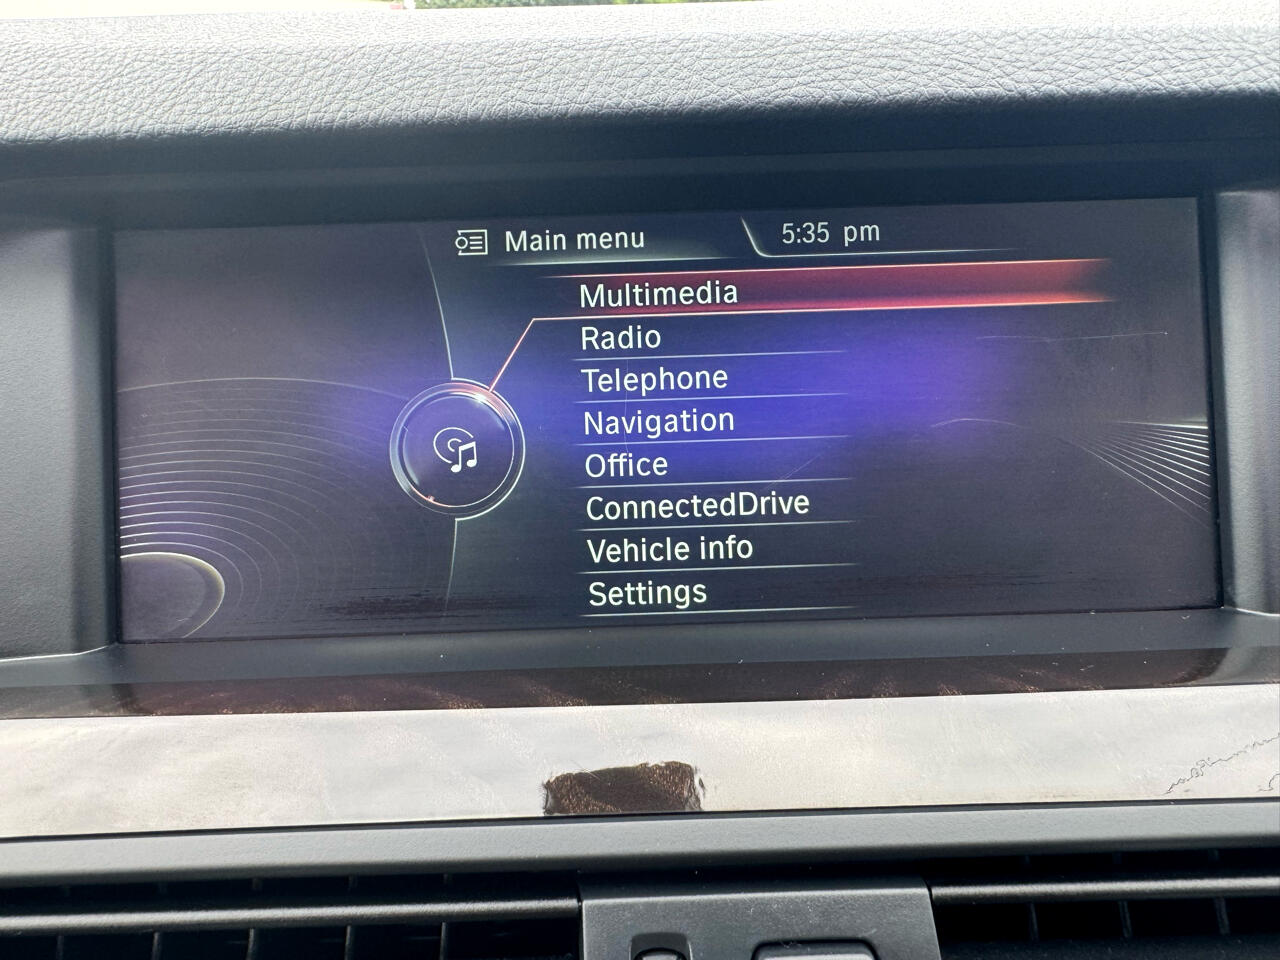 Main menu
5:35 pm
Multimedia
Radio
Telephone
Navigation
Office
ConnectedDrive
Vehicle info
Settings